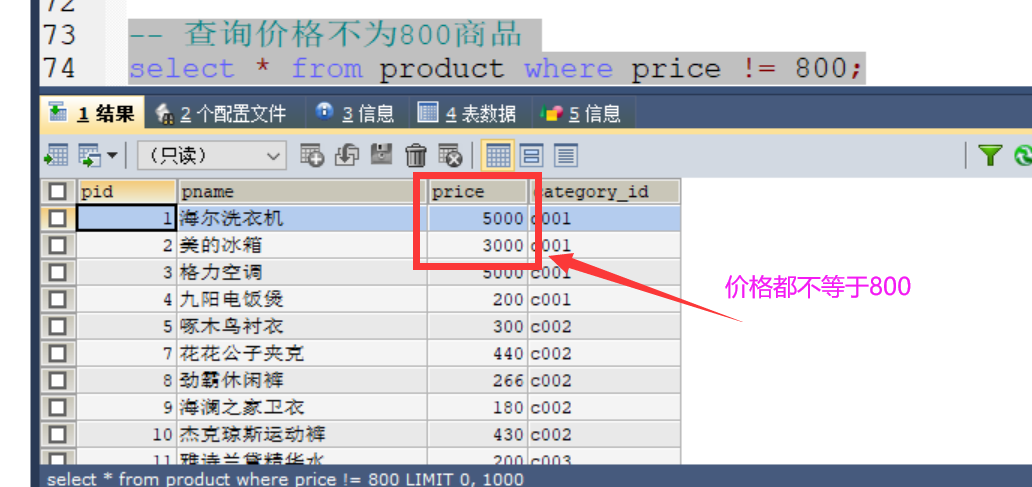 72
73 -- 查询价格不为800商品
74 select * from product where price != 800;
1 结果 2 个配置文件 3 信息 4 表数据 5 信息
（只读）
pid pname price category_id
1 海尔洗衣机 5000 c001
2 美的冰箱 3000 c001
3 格力空调 5000 c001
4 九阳电饭煲 200 c001
价格都不等于800
5 啄木鸟衬衣 300 c002
7 花花公子夹克 440 c002
8 劲霸休闲裤 266 c002
9 海澜之家卫衣 180 c002
10 杰克琼斯运动裤 430 c002
11 雅诗兰黛精华水 200 c003
select * from product where price != 800 LIMIT 0, 1000